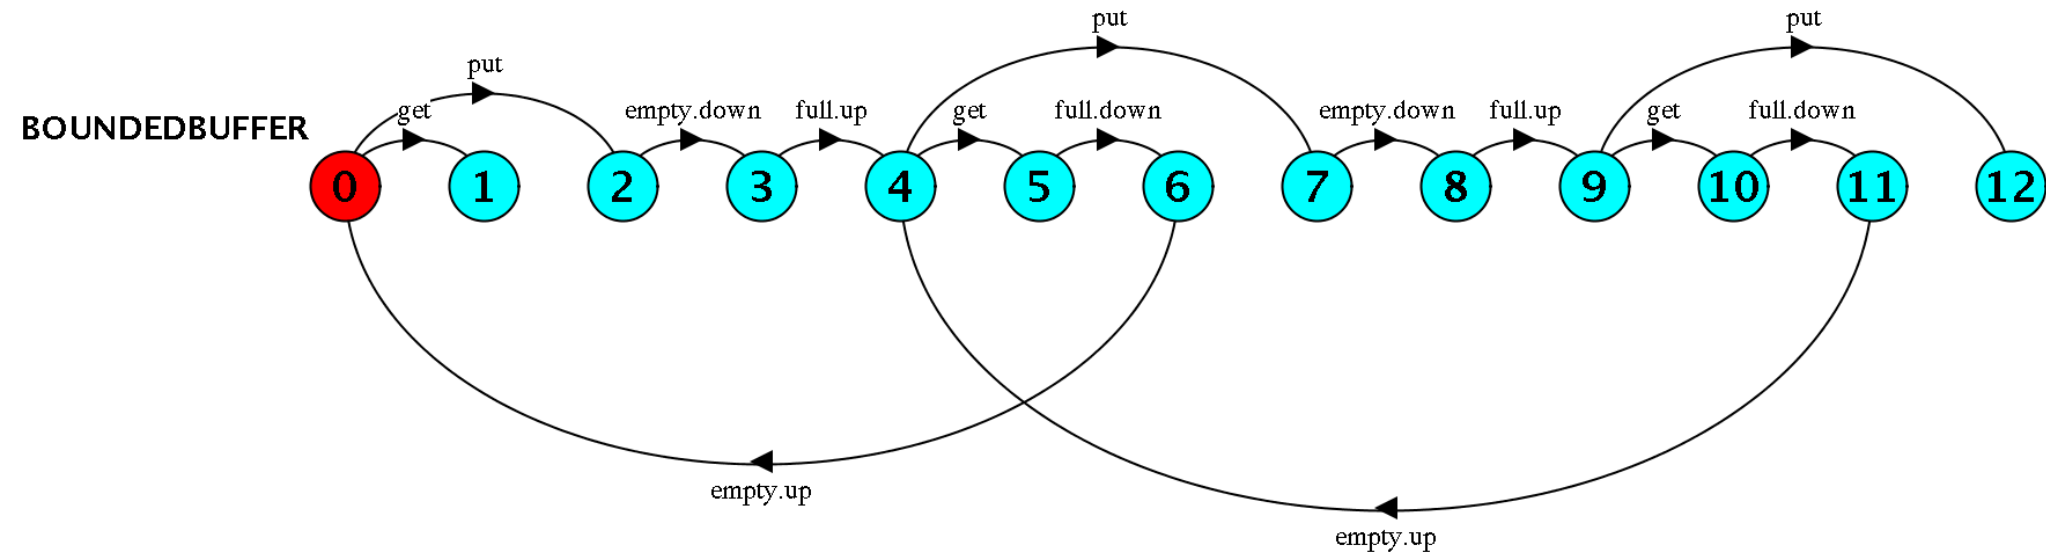 put
put
put
get
empty.down
full.up
get
full.down
empty.down
full.up
get
full.down
BOUNDEDBUFFER
0
1
2
3
4
5
6
7
8
9
10
11
12
empty.up
empty.up